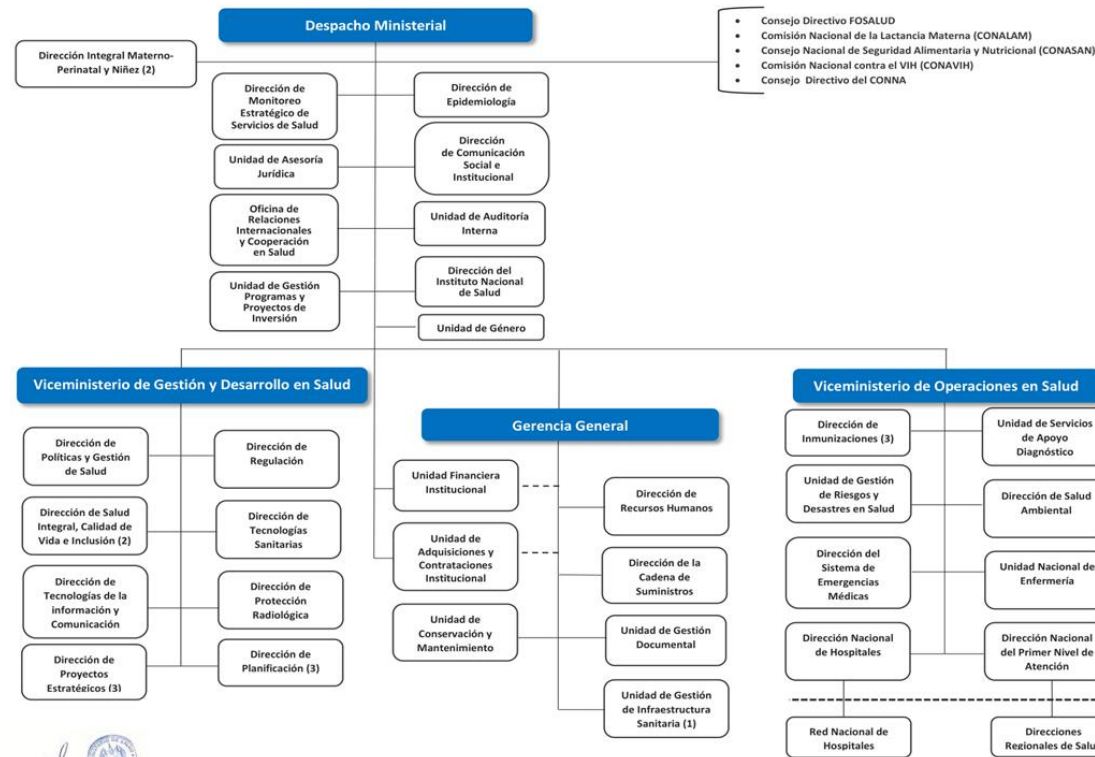 Despacho Ministerial
• Consejo Directivo FOSALUD
• Comisión Nacional de la Lactancia Materna (CONALAM)
• Consejo Nacional de Seguridad Alimentaria y Nutricional (CONASAN)
• Comisión Nacional contra el VIH (CONAVIH)
• Consejo Directivo del CONNA
Dirección Integral Materno-
Perinatal y Niñez (2)
Dirección de
Monitoreo
Estratégico de
Servicios de Salud
Dirección de
Epidemiología
Unidad de Asesoría
Jurídica
Dirección
de Comunicación
Social e
Institucional
Oficina de
Relaciones
Internacionales
y Cooperación
en Salud
Unidad de Auditoría
Interna
Unidad de Gestión
Programas y
Proyectos de
Inversión
Dirección del
Instituto Nacional
de Salud
Unidad de Género
Viceministerio de Gestión y Desarrollo en Salud
Dirección de
Políticas y Gestión
de Salud
Dirección de
Regulación
Dirección de Salud
Integral, Calidad de
Vida e Inclusión (2)
Dirección de
Tecnologías
Sanitarias
Dirección de
Tecnologías de la
información y
Comunicación
Dirección de
Protección
Radiológica
Dirección de
Proyectos
Estratégicos (3)
Dirección de
Planificación (3)
Gerencia General
Unidad Financiera
Institucional
Dirección de
Recursos Humanos
Unidad de
Adquisiciones y
Contrataciones
Institucional
Dirección de la
Cadena de
Suministros
Unidad de
Conservación y
Mantenimiento
Unidad de Gestión
Documental
Unidad de Gestión
de Infraestructura
Sanitaria (1)
Viceministerio de Operaciones en Salud
Dirección de
Inmunizaciones (3)
Unidad de Servicios
de Apoyo
Diagnóstico
Unidad de Gestión
de Riesgos y
Desastres en Salud
Dirección de Salud
Ambiental
Dirección del
Sistema de
Emergencias
Médicas
Unidad Nacional de
Enfermería
Dirección Nacional
de Hospitales
Dirección Nacional
del Primer Nivel de
Atención
Red Nacional de
Hospitales
Direcciones
Regionales de Salu